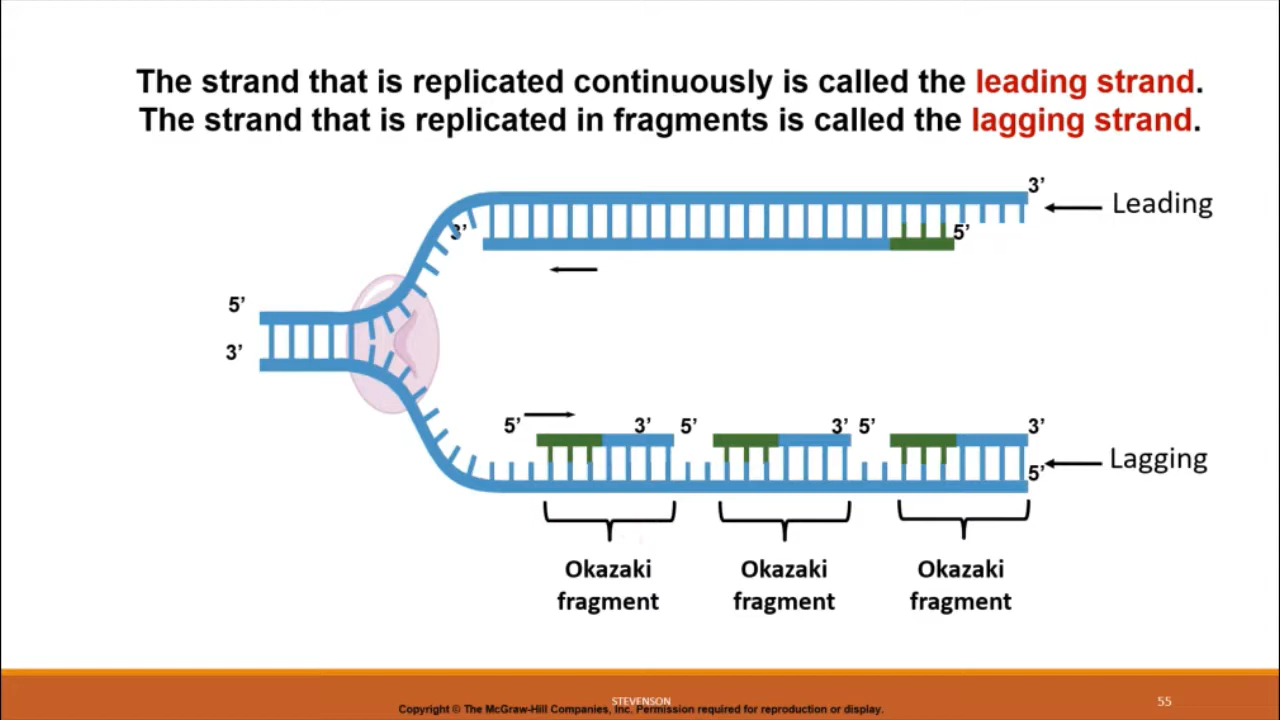 The strand that is replicated continuously is called the leading strand.
The strand that is replicated in fragments is called the lagging strand.
3’
Leading
3’
5’
5’
3’
5’
3’
5’
3’
5’
3’
Lagging
5’
Okazaki
fragment
Okazaki
fragment
Okazaki
fragment
STEVENSON
55
Copyright © The McGraw-Hill Companies, Inc. Permission required for reproduction or display.